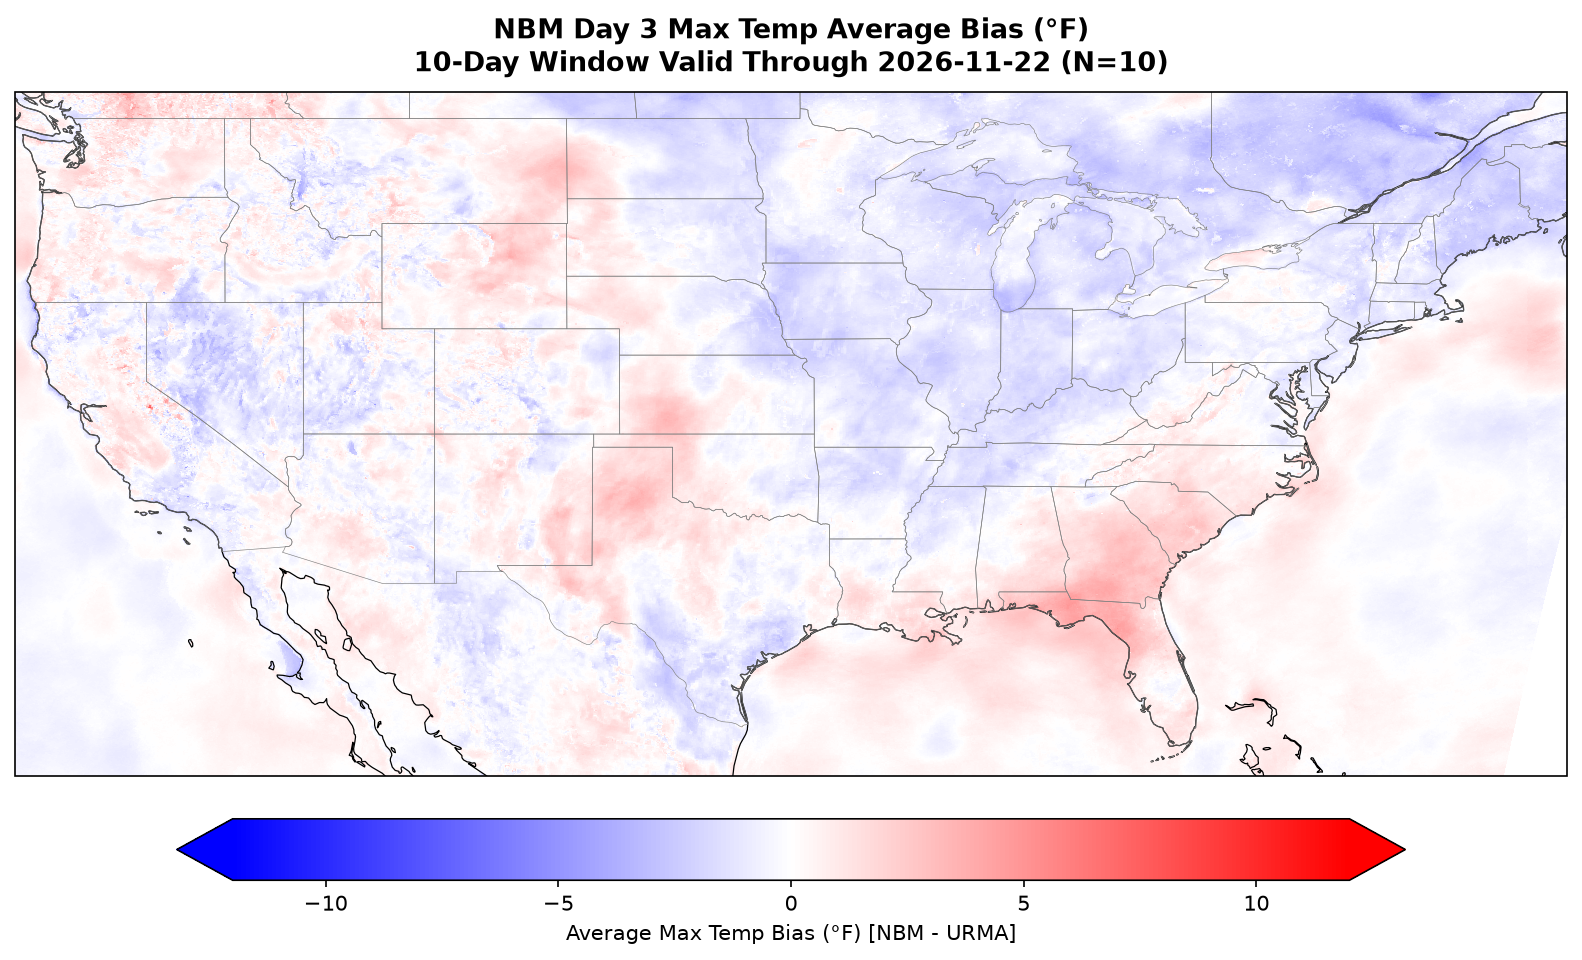 NBM Day 3 Max Temp Average Bias (°F)
10-Day Window Valid Through 2026-11-22 (N=10)
−10 −5 0 5 10
Average Max Temp Bias (°F) [NBM - URMA]